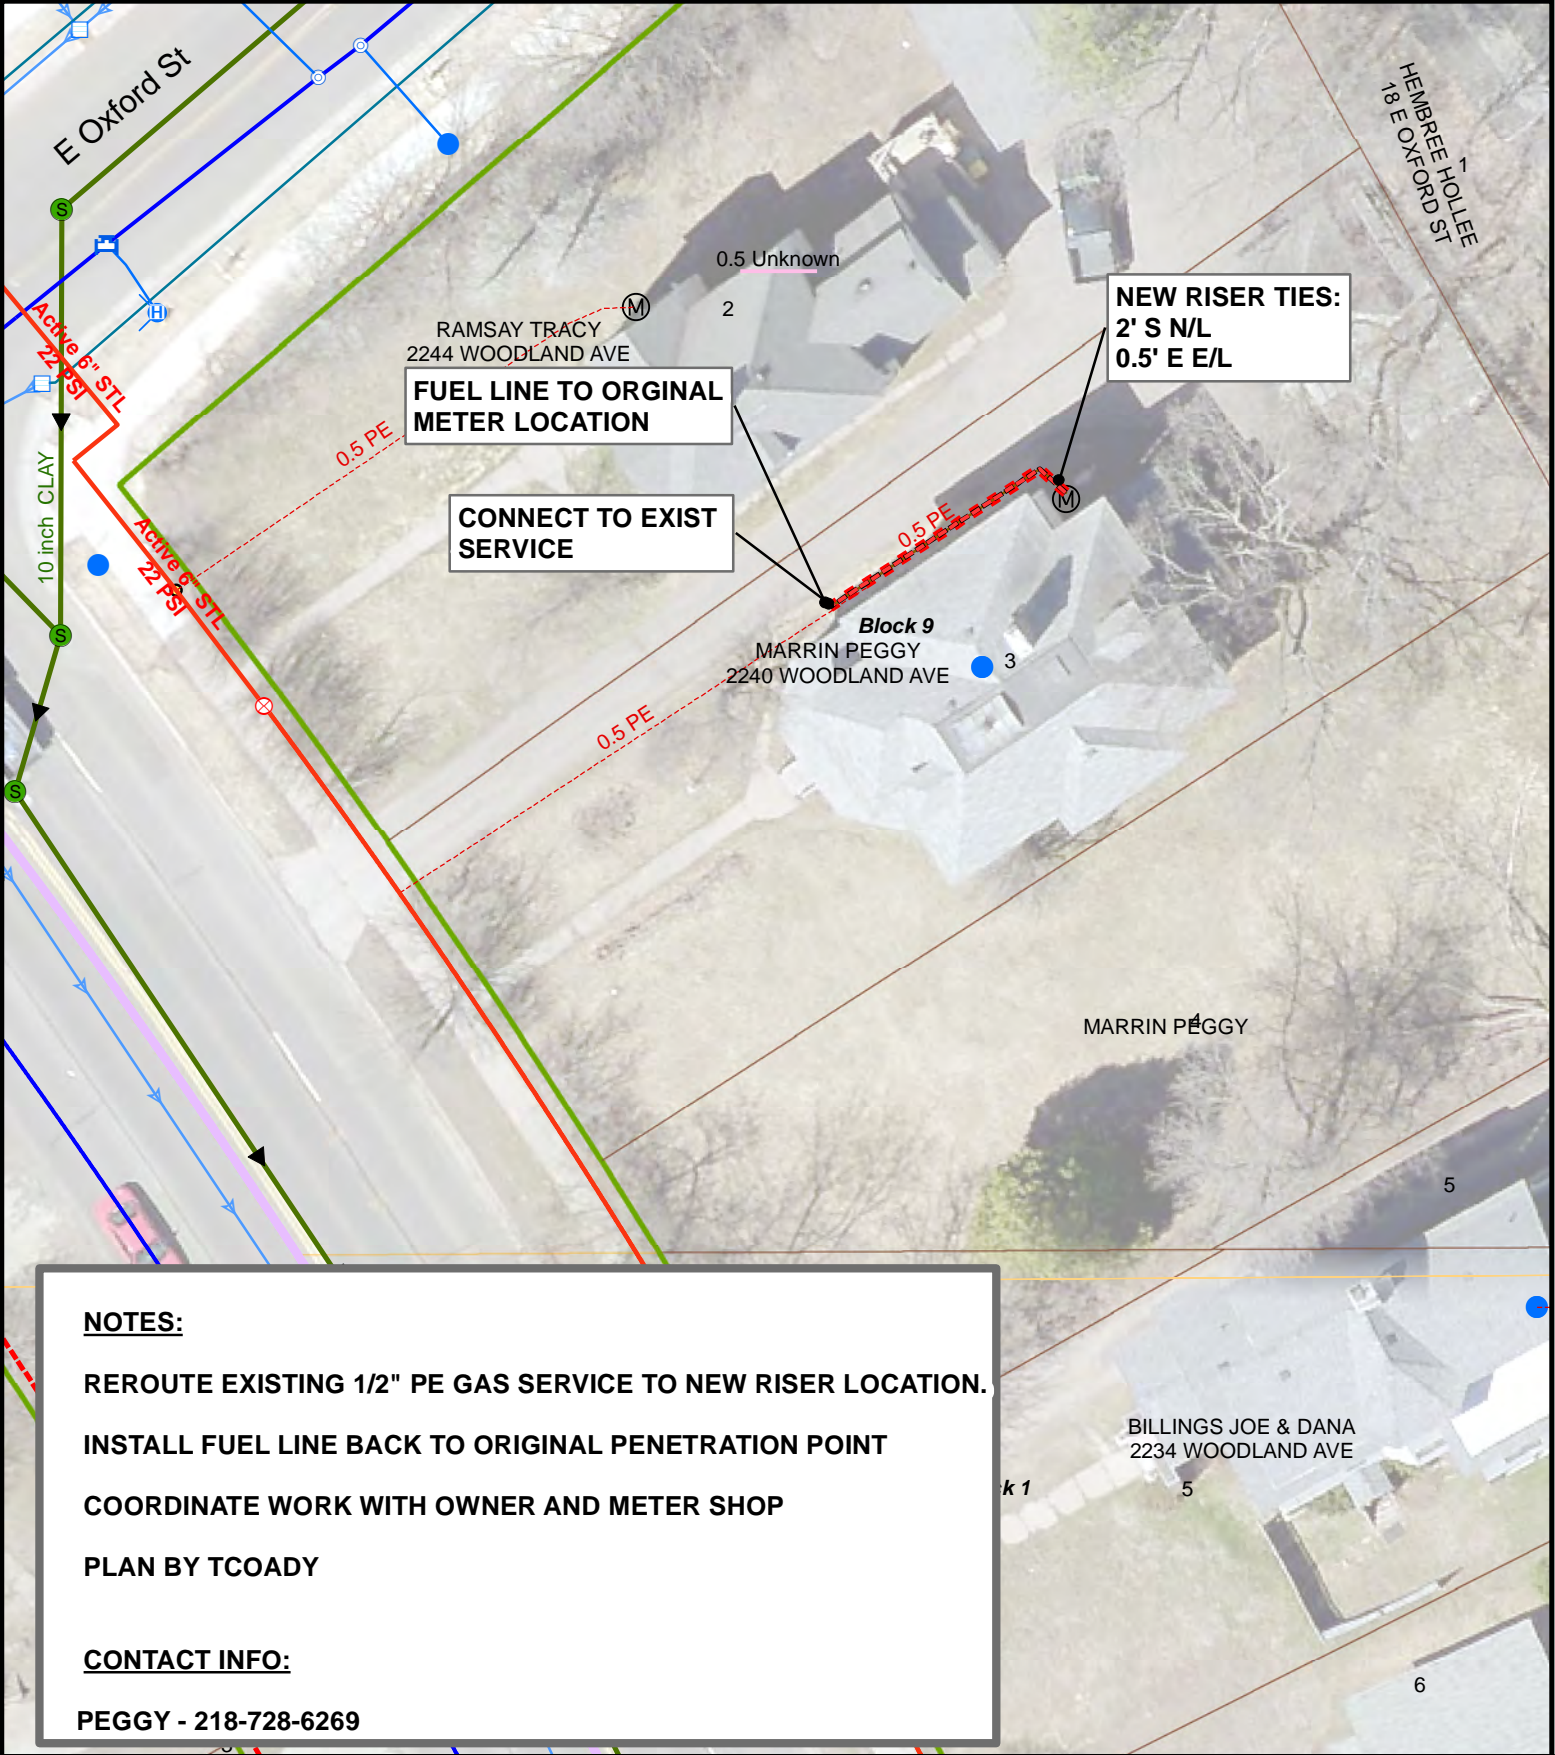 E Oxford St
HEMBREE HOLLEE
18 E OXFORD ST
1
0.5 Unknown
2
RAMSAY TRACY
2244 WOODLAND AVE
NEW RISER TIES:
2' S N/L
0.5' E E/L
FUEL LINE TO ORGINAL
METER LOCATION
CONNECT TO EXIST
SERVICE
S
H
M
Active 6" STL
22 PSI
0.5 PE
10 inch CLAY
Active 6" STL
22 PSI
S
M
0.5 PE
Block 9
MARRIN PEGGY
2240 WOODLAND AVE
3
0.5 PE
S
MARRIN PEGGY
4
5
NOTES:
REROUTE EXISTING 1/2" PE GAS SERVICE TO NEW RISER LOCATION.
INSTALL FUEL LINE BACK TO ORIGINAL PENETRATION POINT
COORDINATE WORK WITH OWNER AND METER SHOP
PLAN BY TCOADY
CONTACT INFO:
PEGGY - 218-728-6269
BILLINGS JOE & DANA
2234 WOODLAND AVE
k 1
5
6